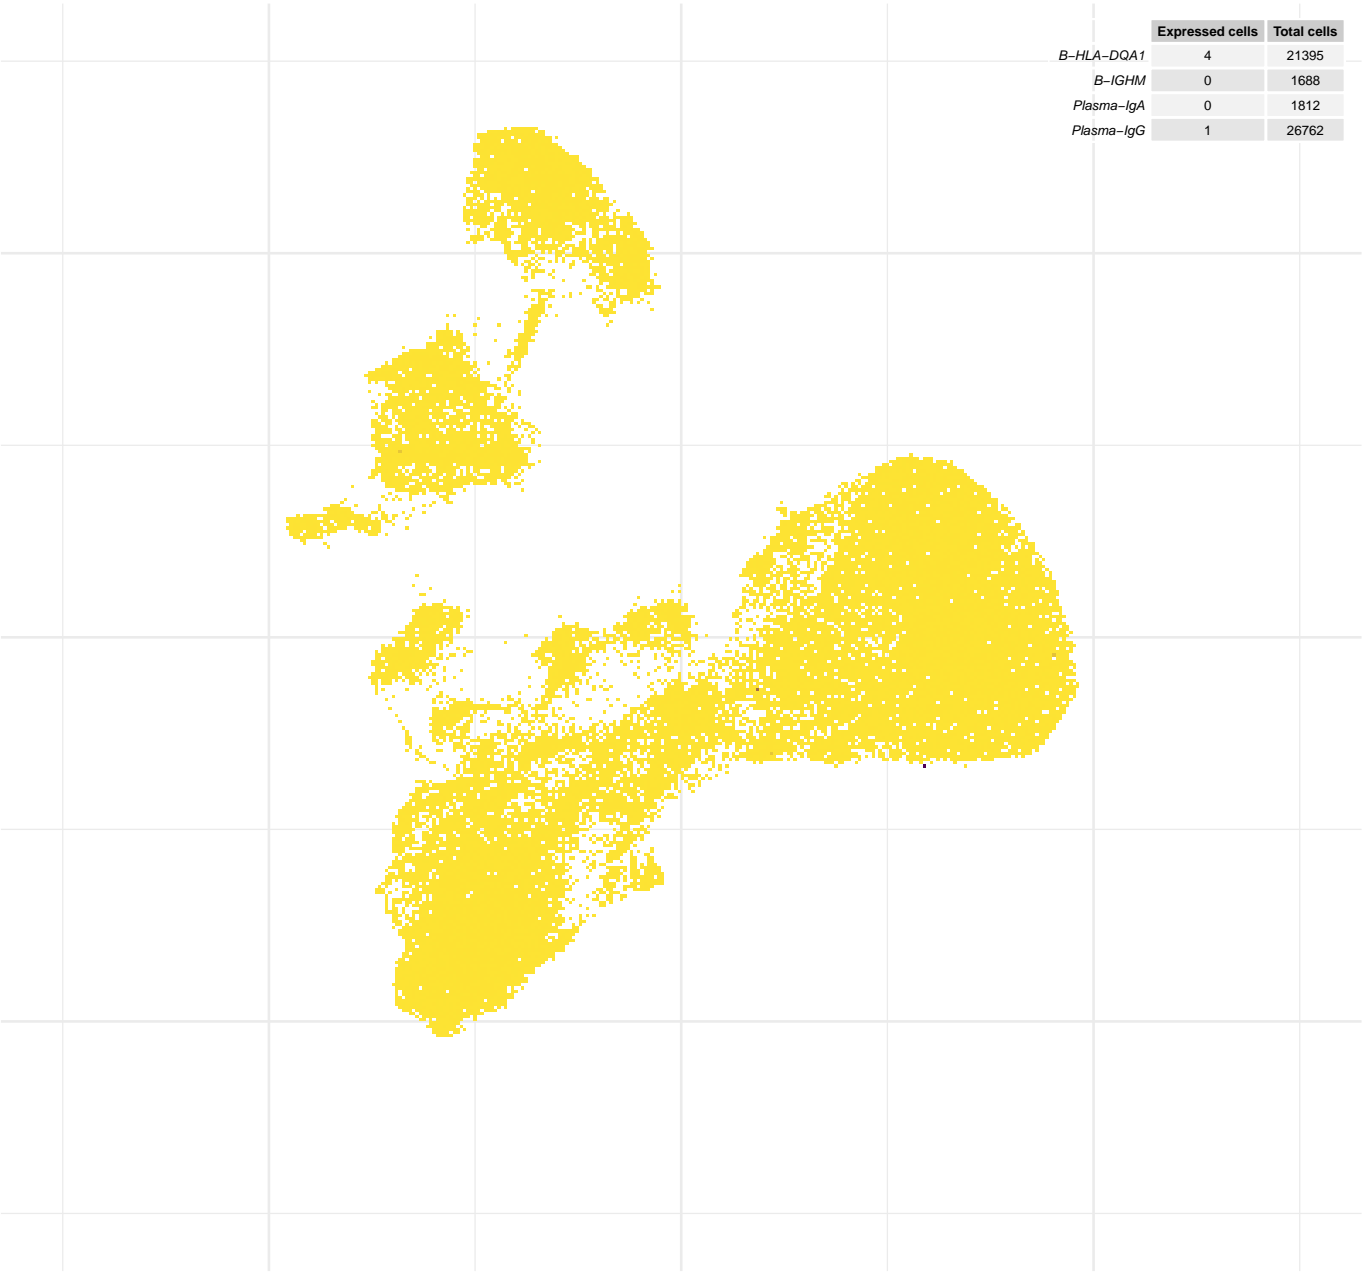 Expressed cells Total cells
B−HLA−DQA1 4 21395
B−IGHM 0 1688
Plasma−IgA 0 1812
Plasma−IgG 1 26762